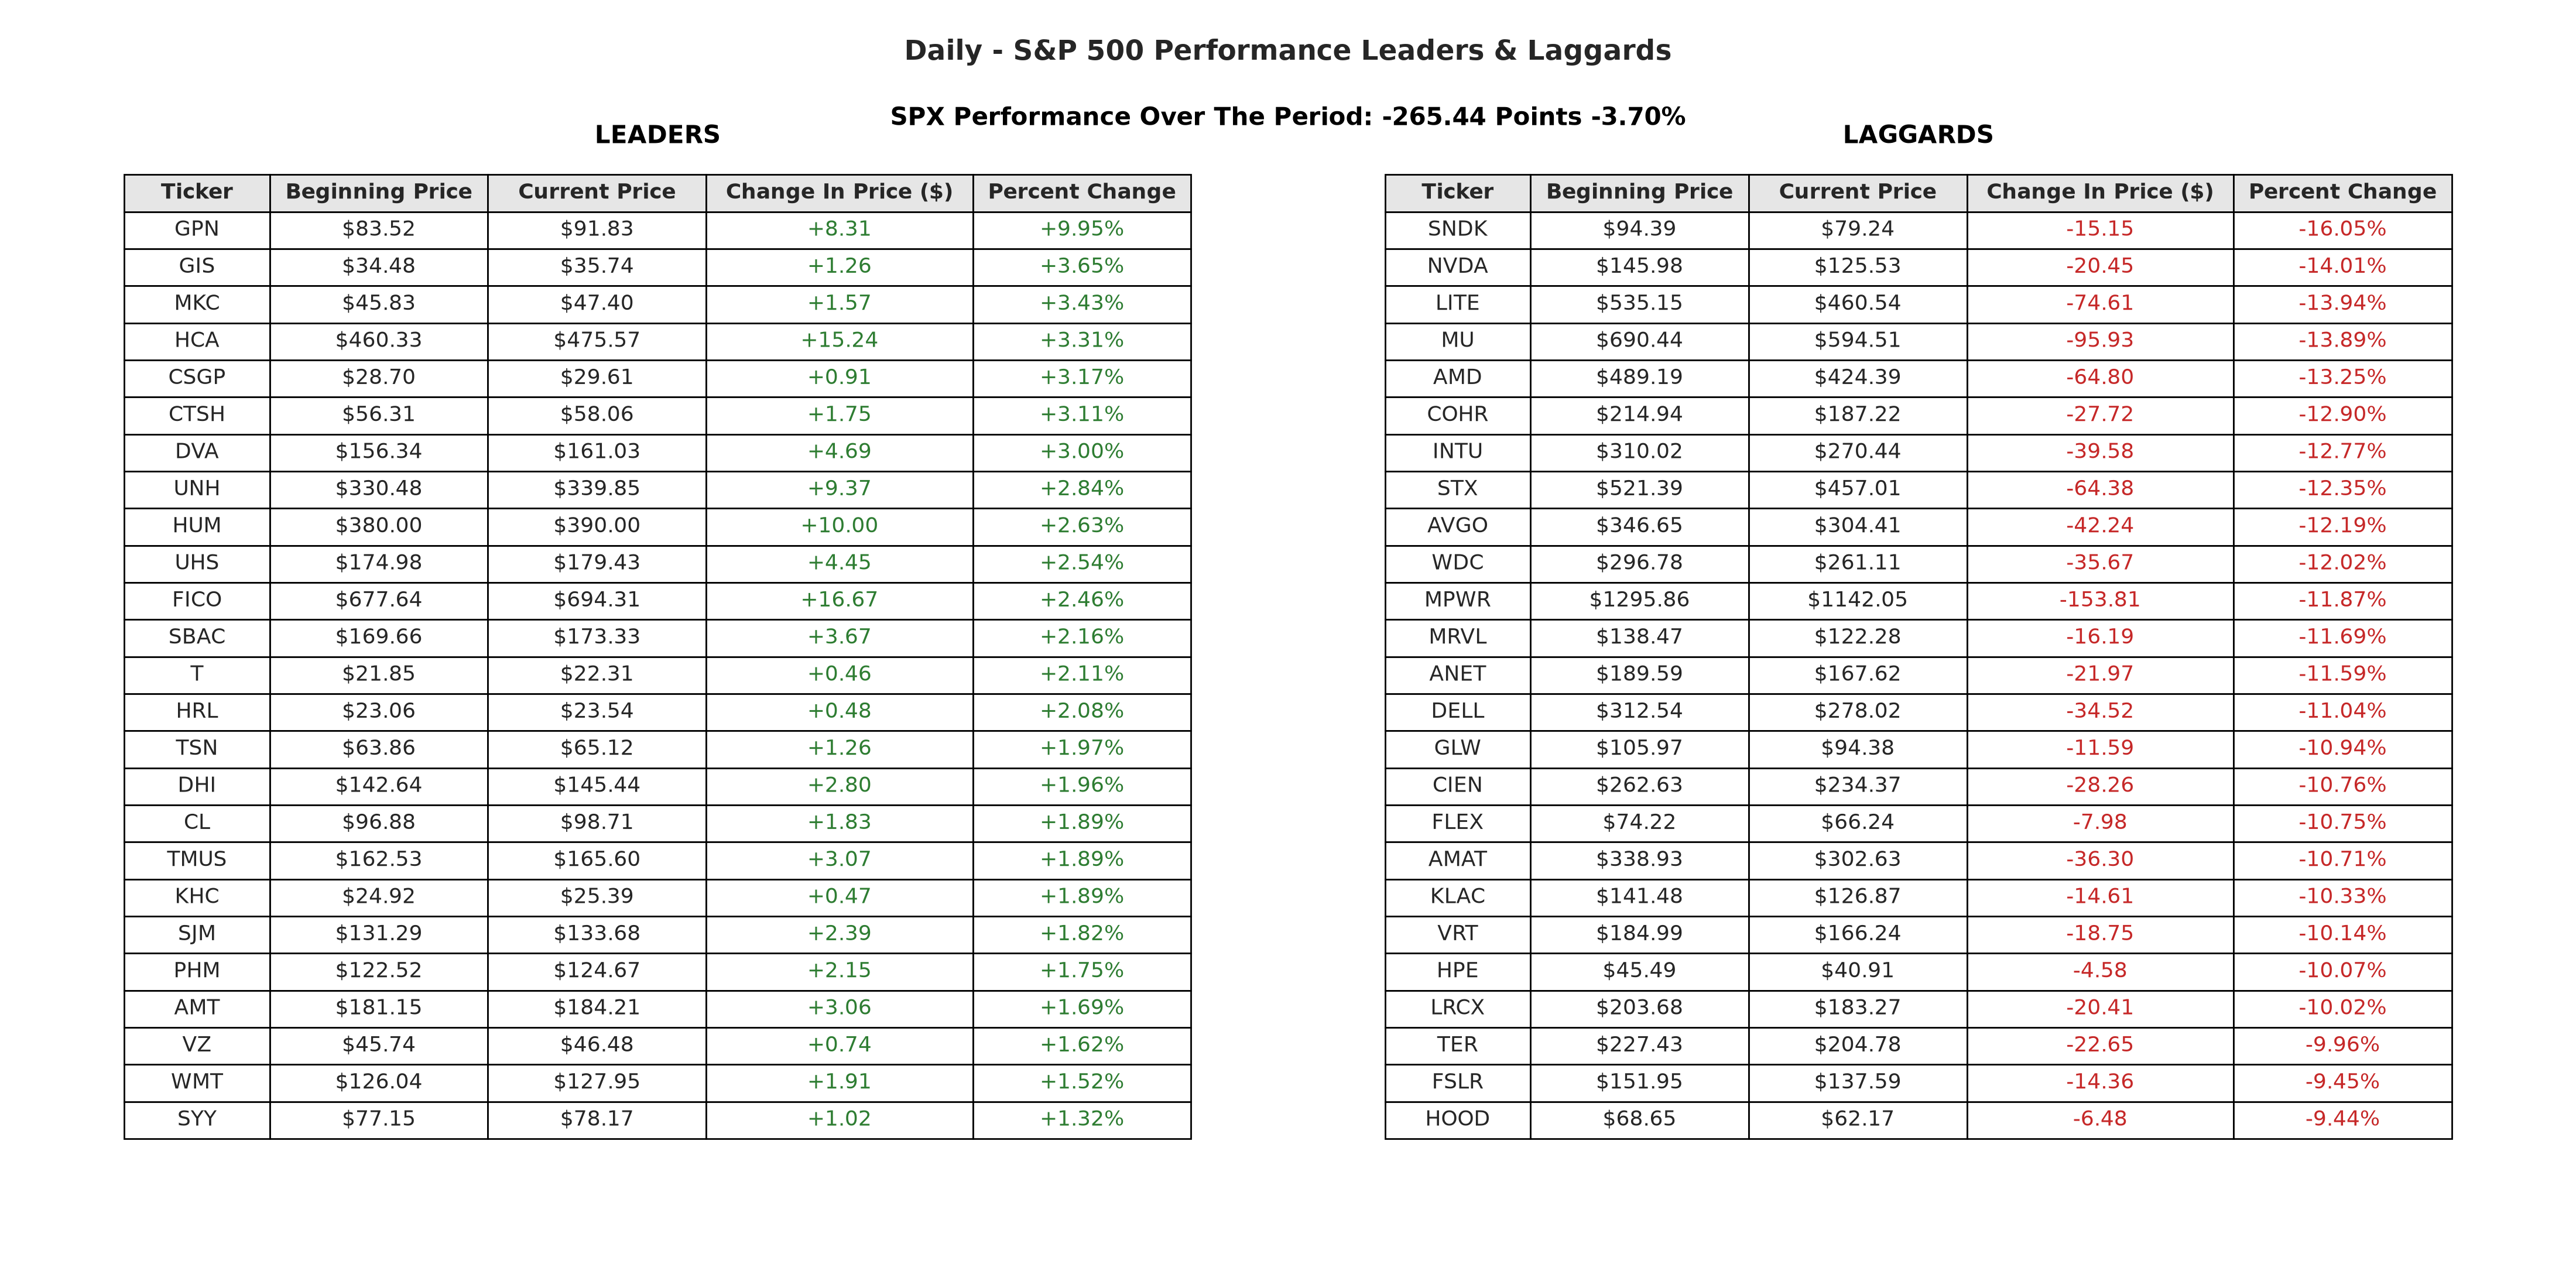 Daily - S&P 500 Performance Leaders & Laggards
SPX Performance Over The Period: -265.44 Points -3.70%
LEADERS
Ticker Beginning Price Current Price Change In Price ($) Percent Change
GPN $83.52 $91.83 +8.31 +9.95%
GIS $34.48 $35.74 +1.26 +3.65%
MKC $45.83 $47.40 +1.57 +3.43%
HCA $460.33 $475.57 +15.24 +3.31%
CSGP $28.70 $29.61 +0.91 +3.17%
CTSH $56.31 $58.06 +1.75 +3.11%
DVA $156.34 $161.03 +4.69 +3.00%
UNH $330.48 $339.85 +9.37 +2.84%
HUM $380.00 $390.00 +10.00 +2.63%
UHS $174.98 $179.43 +4.45 +2.54%
FICO $677.64 $694.31 +16.67 +2.46%
SBAC $169.66 $173.33 +3.67 +2.16%
T $21.85 $22.31 +0.46 +2.11%
HRL $23.06 $23.54 +0.48 +2.08%
TSN $63.86 $65.12 +1.26 +1.97%
DHI $142.64 $145.44 +2.80 +1.96%
CL $96.88 $98.71 +1.83 +1.89%
TMUS $162.53 $165.60 +3.07 +1.89%
KHC $24.92 $25.39 +0.47 +1.89%
SJM $131.29 $133.68 +2.39 +1.82%
PHM $122.52 $124.67 +2.15 +1.75%
AMT $181.15 $184.21 +3.06 +1.69%
VZ $45.74 $46.48 +0.74 +1.62%
WMT $126.04 $127.95 +1.91 +1.52%
SYY $77.15 $78.17 +1.02 +1.32%
LAGGARDS
Ticker Beginning Price Current Price Change In Price ($) Percent Change
SNDK $94.39 $79.24 -15.15 -16.05%
NVDA $145.98 $125.53 -20.45 -14.01%
LITE $535.15 $460.54 -74.61 -13.94%
MU $690.44 $594.51 -95.93 -13.89%
AMD $489.19 $424.39 -64.80 -13.25%
COHR $214.94 $187.22 -27.72 -12.90%
INTU $310.02 $270.44 -39.58 -12.77%
STX $521.39 $457.01 -64.38 -12.35%
AVGO $346.65 $304.41 -42.24 -12.19%
WDC $296.78 $261.11 -35.67 -12.02%
MPWR $1295.86 $1142.05 -153.81 -11.87%
MRVL $138.47 $122.28 -16.19 -11.69%
ANET $189.59 $167.62 -21.97 -11.59%
DELL $312.54 $278.02 -34.52 -11.04%
GLW $105.97 $94.38 -11.59 -10.94%
CIEN $262.63 $234.37 -28.26 -10.76%
FLEX $74.22 $66.24 -7.98 -10.75%
AMAT $338.93 $302.63 -36.30 -10.71%
KLAC $141.48 $126.87 -14.61 -10.33%
VRT $184.99 $166.24 -18.75 -10.14%
HPE $45.49 $40.91 -4.58 -10.07%
LRCX $203.68 $183.27 -20.41 -10.02%
TER $227.43 $204.78 -22.65 -9.96%
FSLR $151.95 $137.59 -14.36 -9.45%
HOOD $68.65 $62.17 -6.48 -9.44%